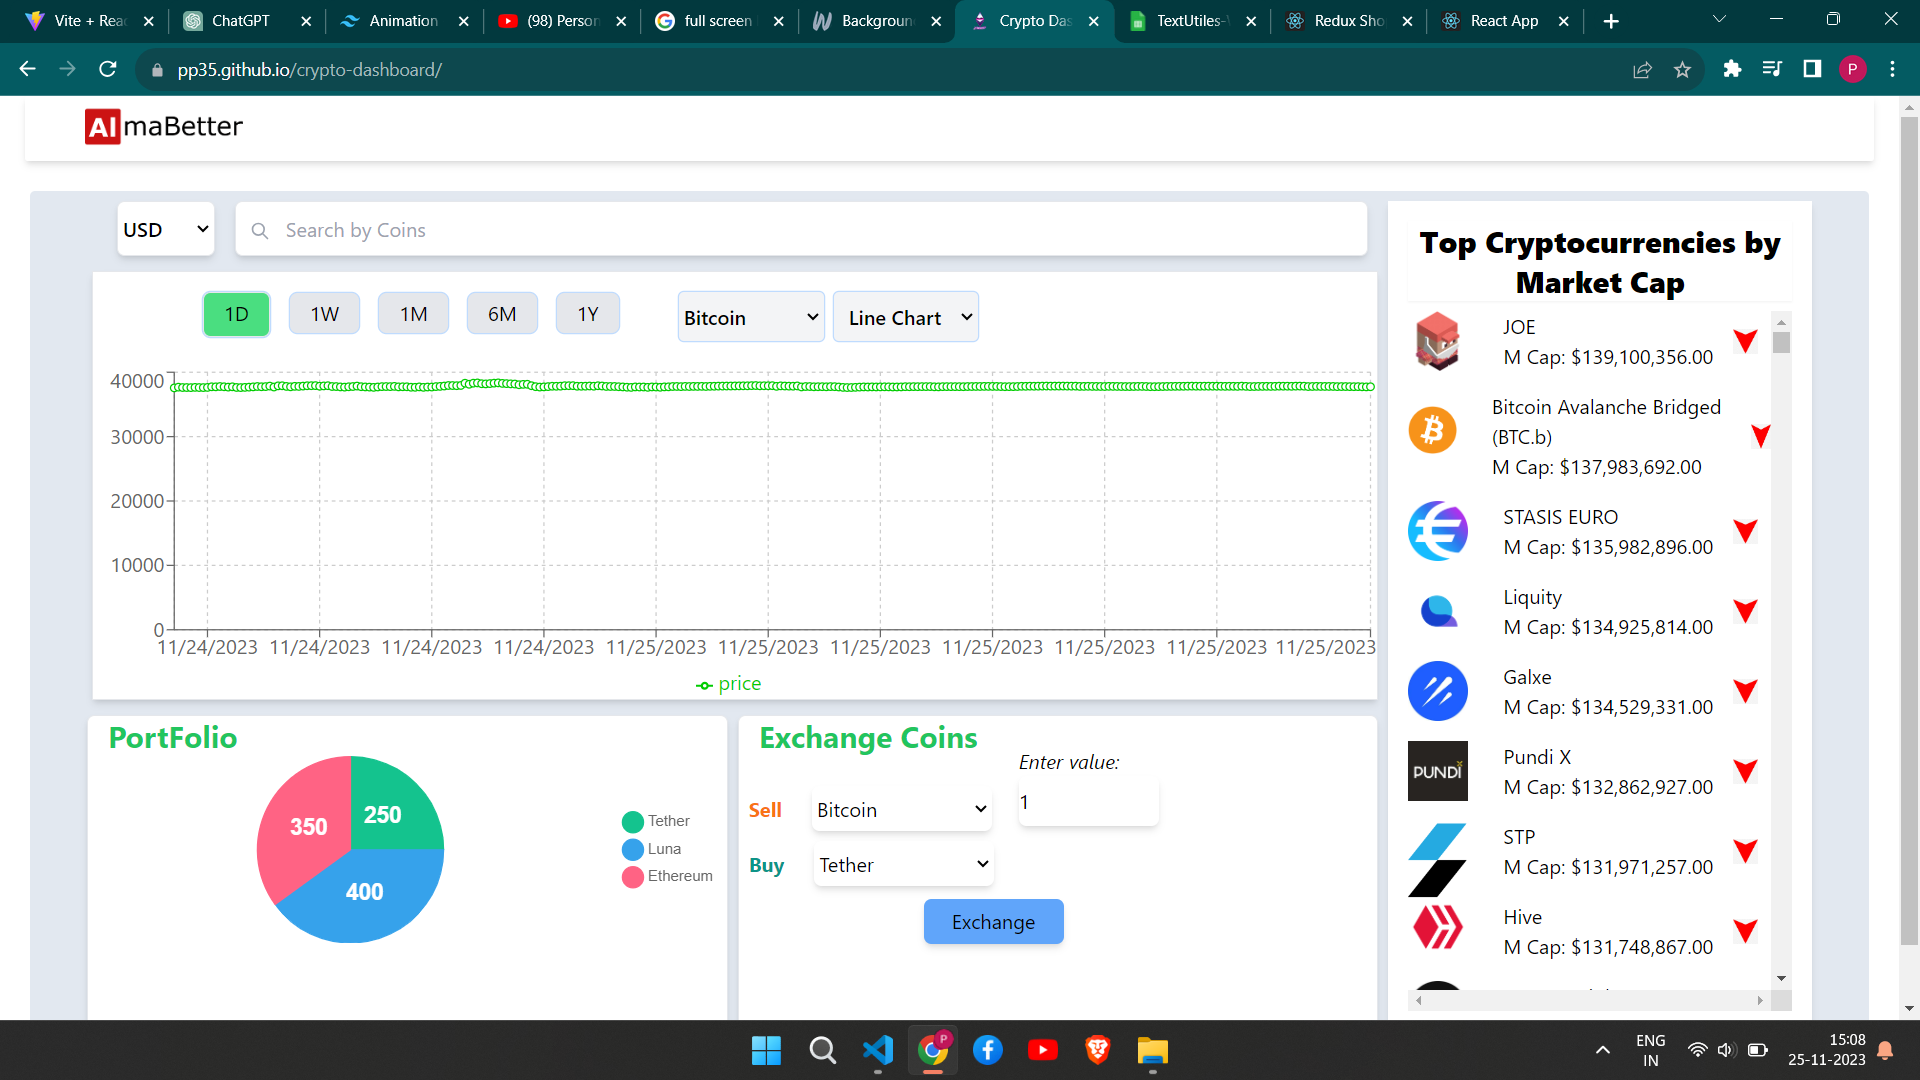 Vite + Rea
ChatGPT
Animation
(98) Person
full screen
Background
Crypto Das
TextUtiles-
Redux Sho
React App
pp35.github.io/crypto-dashboard/
P
AlmaBetter
USD
Search by Coins
1D
1W
1M
6M
1Y
Bitcoin
Line Chart
40000
30000
20000
10000
0
11/24/2023 11/24/2023 11/24/2023 11/24/2023 11/25/2023 11/25/2023 11/25/2023 11/25/2023 11/25/2023 11/25/2023 11/25/2023
price
PortFolio
350
250
400
Tether
Luna
Ethereum
Exchange Coins
Enter value:
Sell
Bitcoin
1
Buy
Tether
Exchange
Top Cryptocurrencies by
Market Cap
JOE
M Cap: $139,100,356.00
Bitcoin Avalanche Bridged
(BTC.b)
M Cap: $137,983,692.00
STASIS EURO
M Cap: $135,982,896.00
Liquity
M Cap: $134,925,814.00
Galxe
M Cap: $134,529,331.00
PUNDI
Pundi X
M Cap: $132,862,927.00
STP
M Cap: $131,971,257.00
Hive
M Cap: $131,748,867.00
P
ENG
IN
15:08
25-11-2023